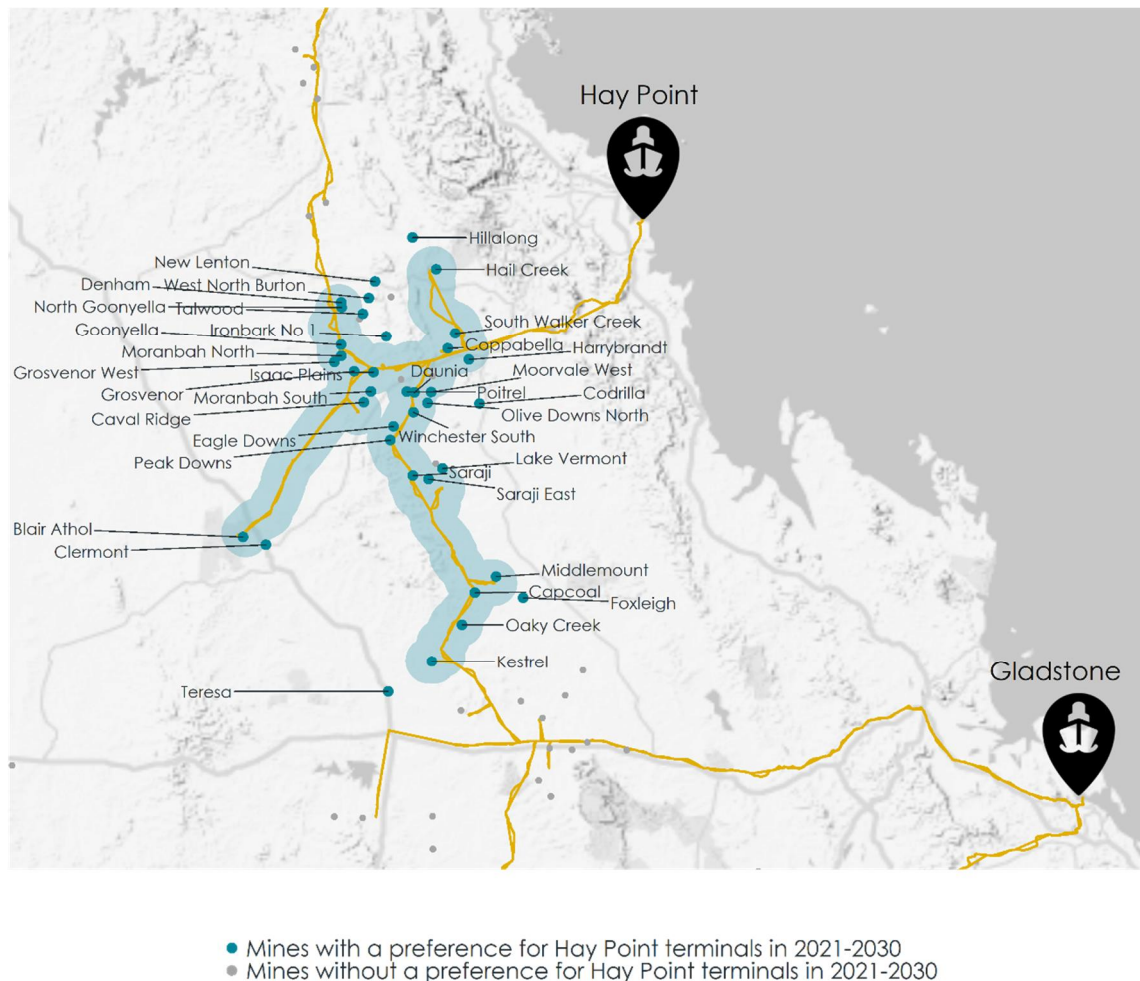 Hay Point
Hillalong
New Lenton
Hail Creek
Denham
West North Burton
North Goonyella
Talwood
South Walker Creek
Goonyella
Ironbark No 1
Coppabella
Harrybrandt
Moranbah North
Grosvenor West
Isaac Plains
Daunia
Moorvale West
Grosvenor
Moranbah South
Poitrel
Codrilla
Caval Ridge
Olive Downs North
Eagle Downs
Winchester South
Peak Downs
Lake Vermont
Saraji
Saraji East
Blair Athol
Clermont
Middlemount
Capcoal
Foxleigh
Oaky Creek
Kestrel
Gladstone
Teresa
Mines with a preference for Hay Point terminals in 2021-2030
Mines without a preference for Hay Point terminals in 2021-2030